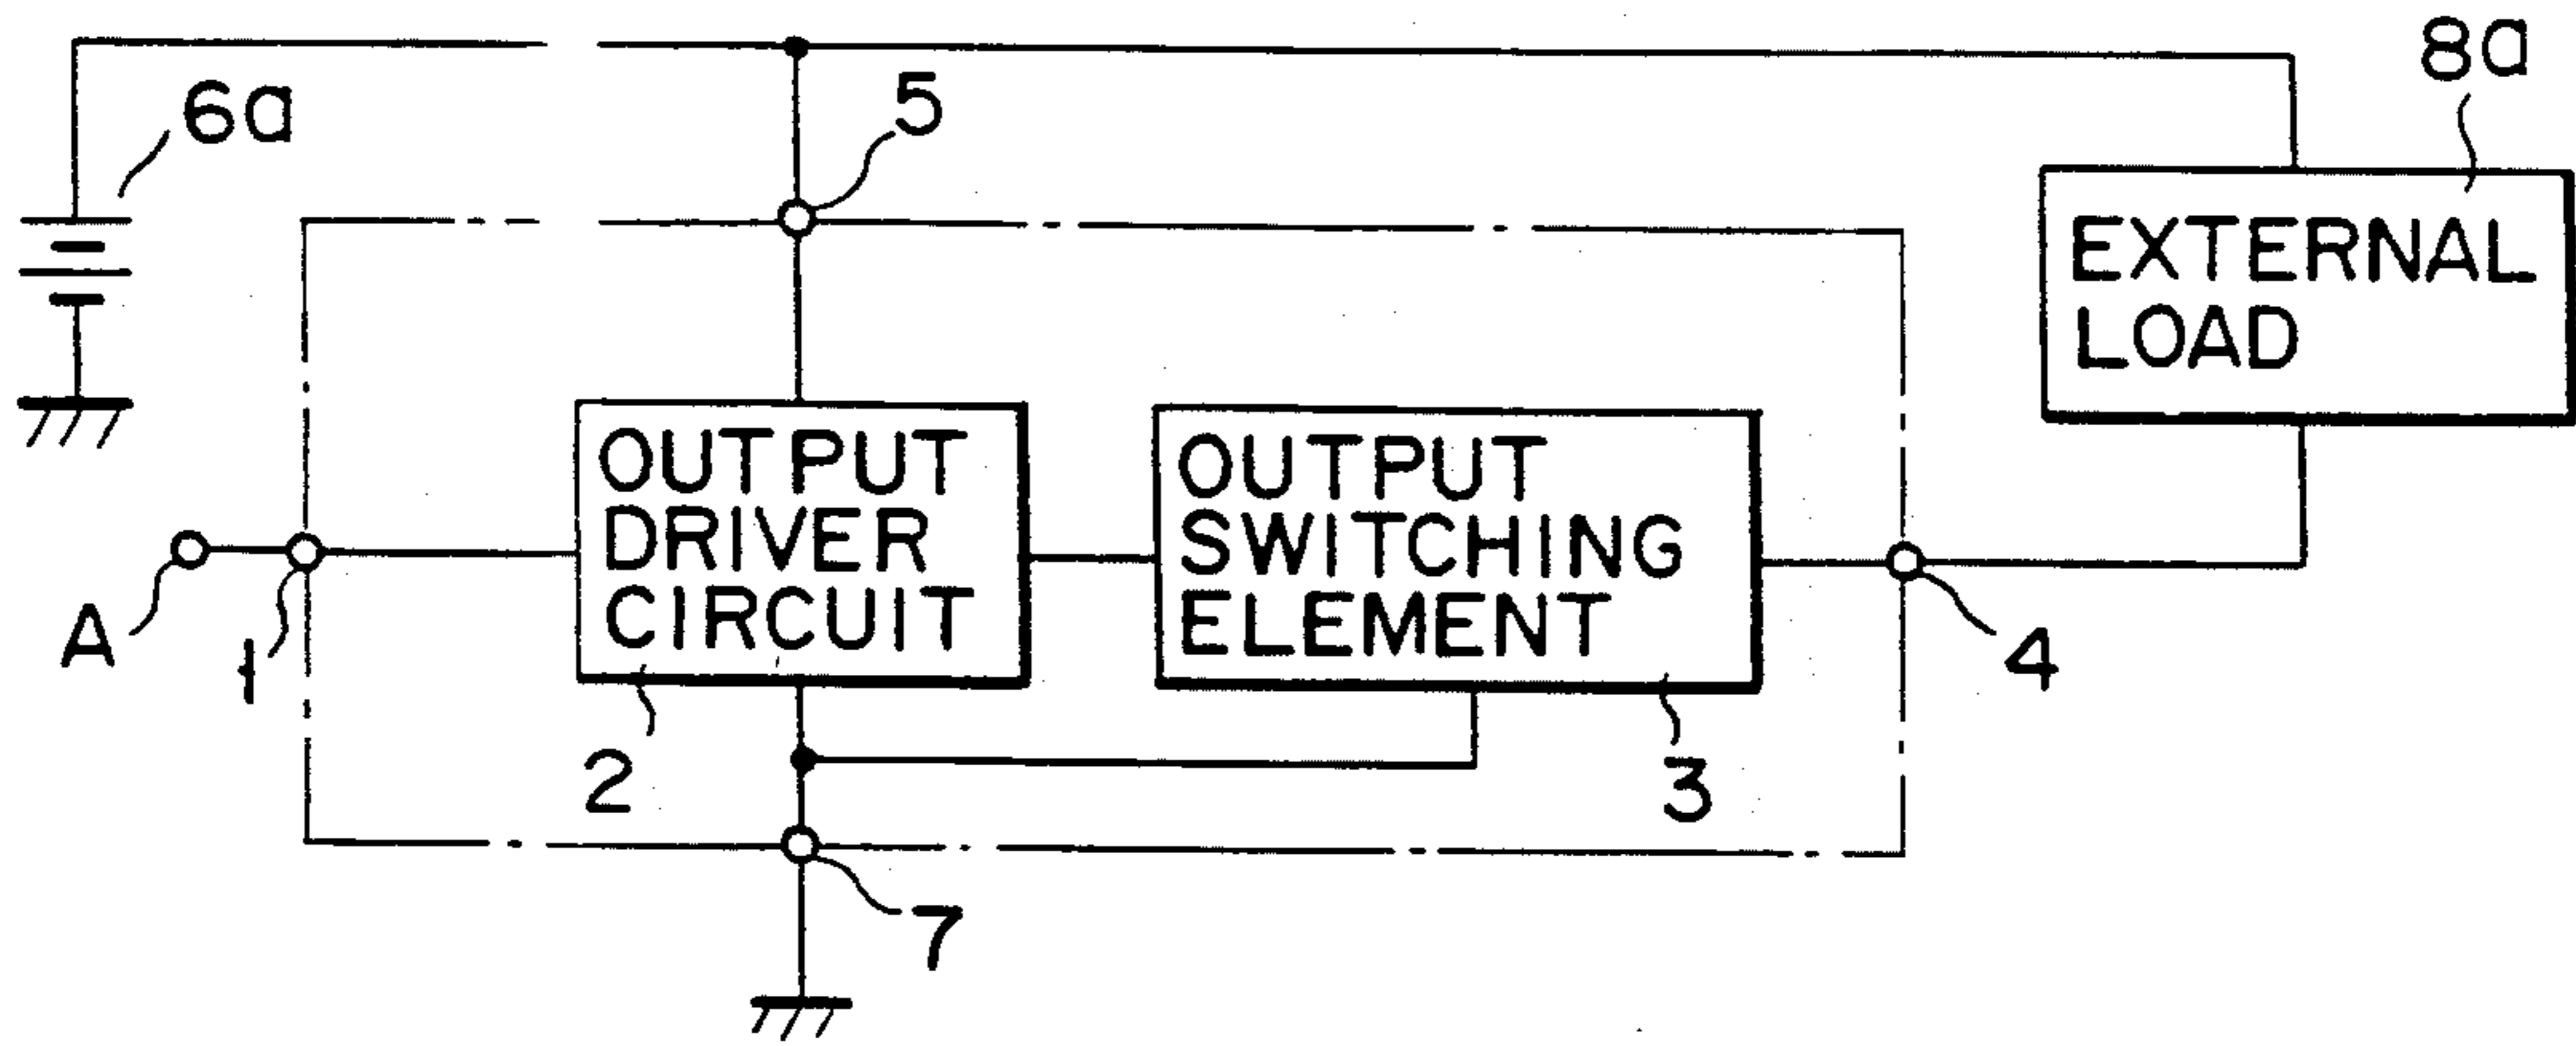 6a
5
8a
EXTERNAL
LOAD
OUTPUT
DRIVER
CIRCUIT
OUTPUT
SWITCHING
ELEMENT
A
1
4
2
3
7